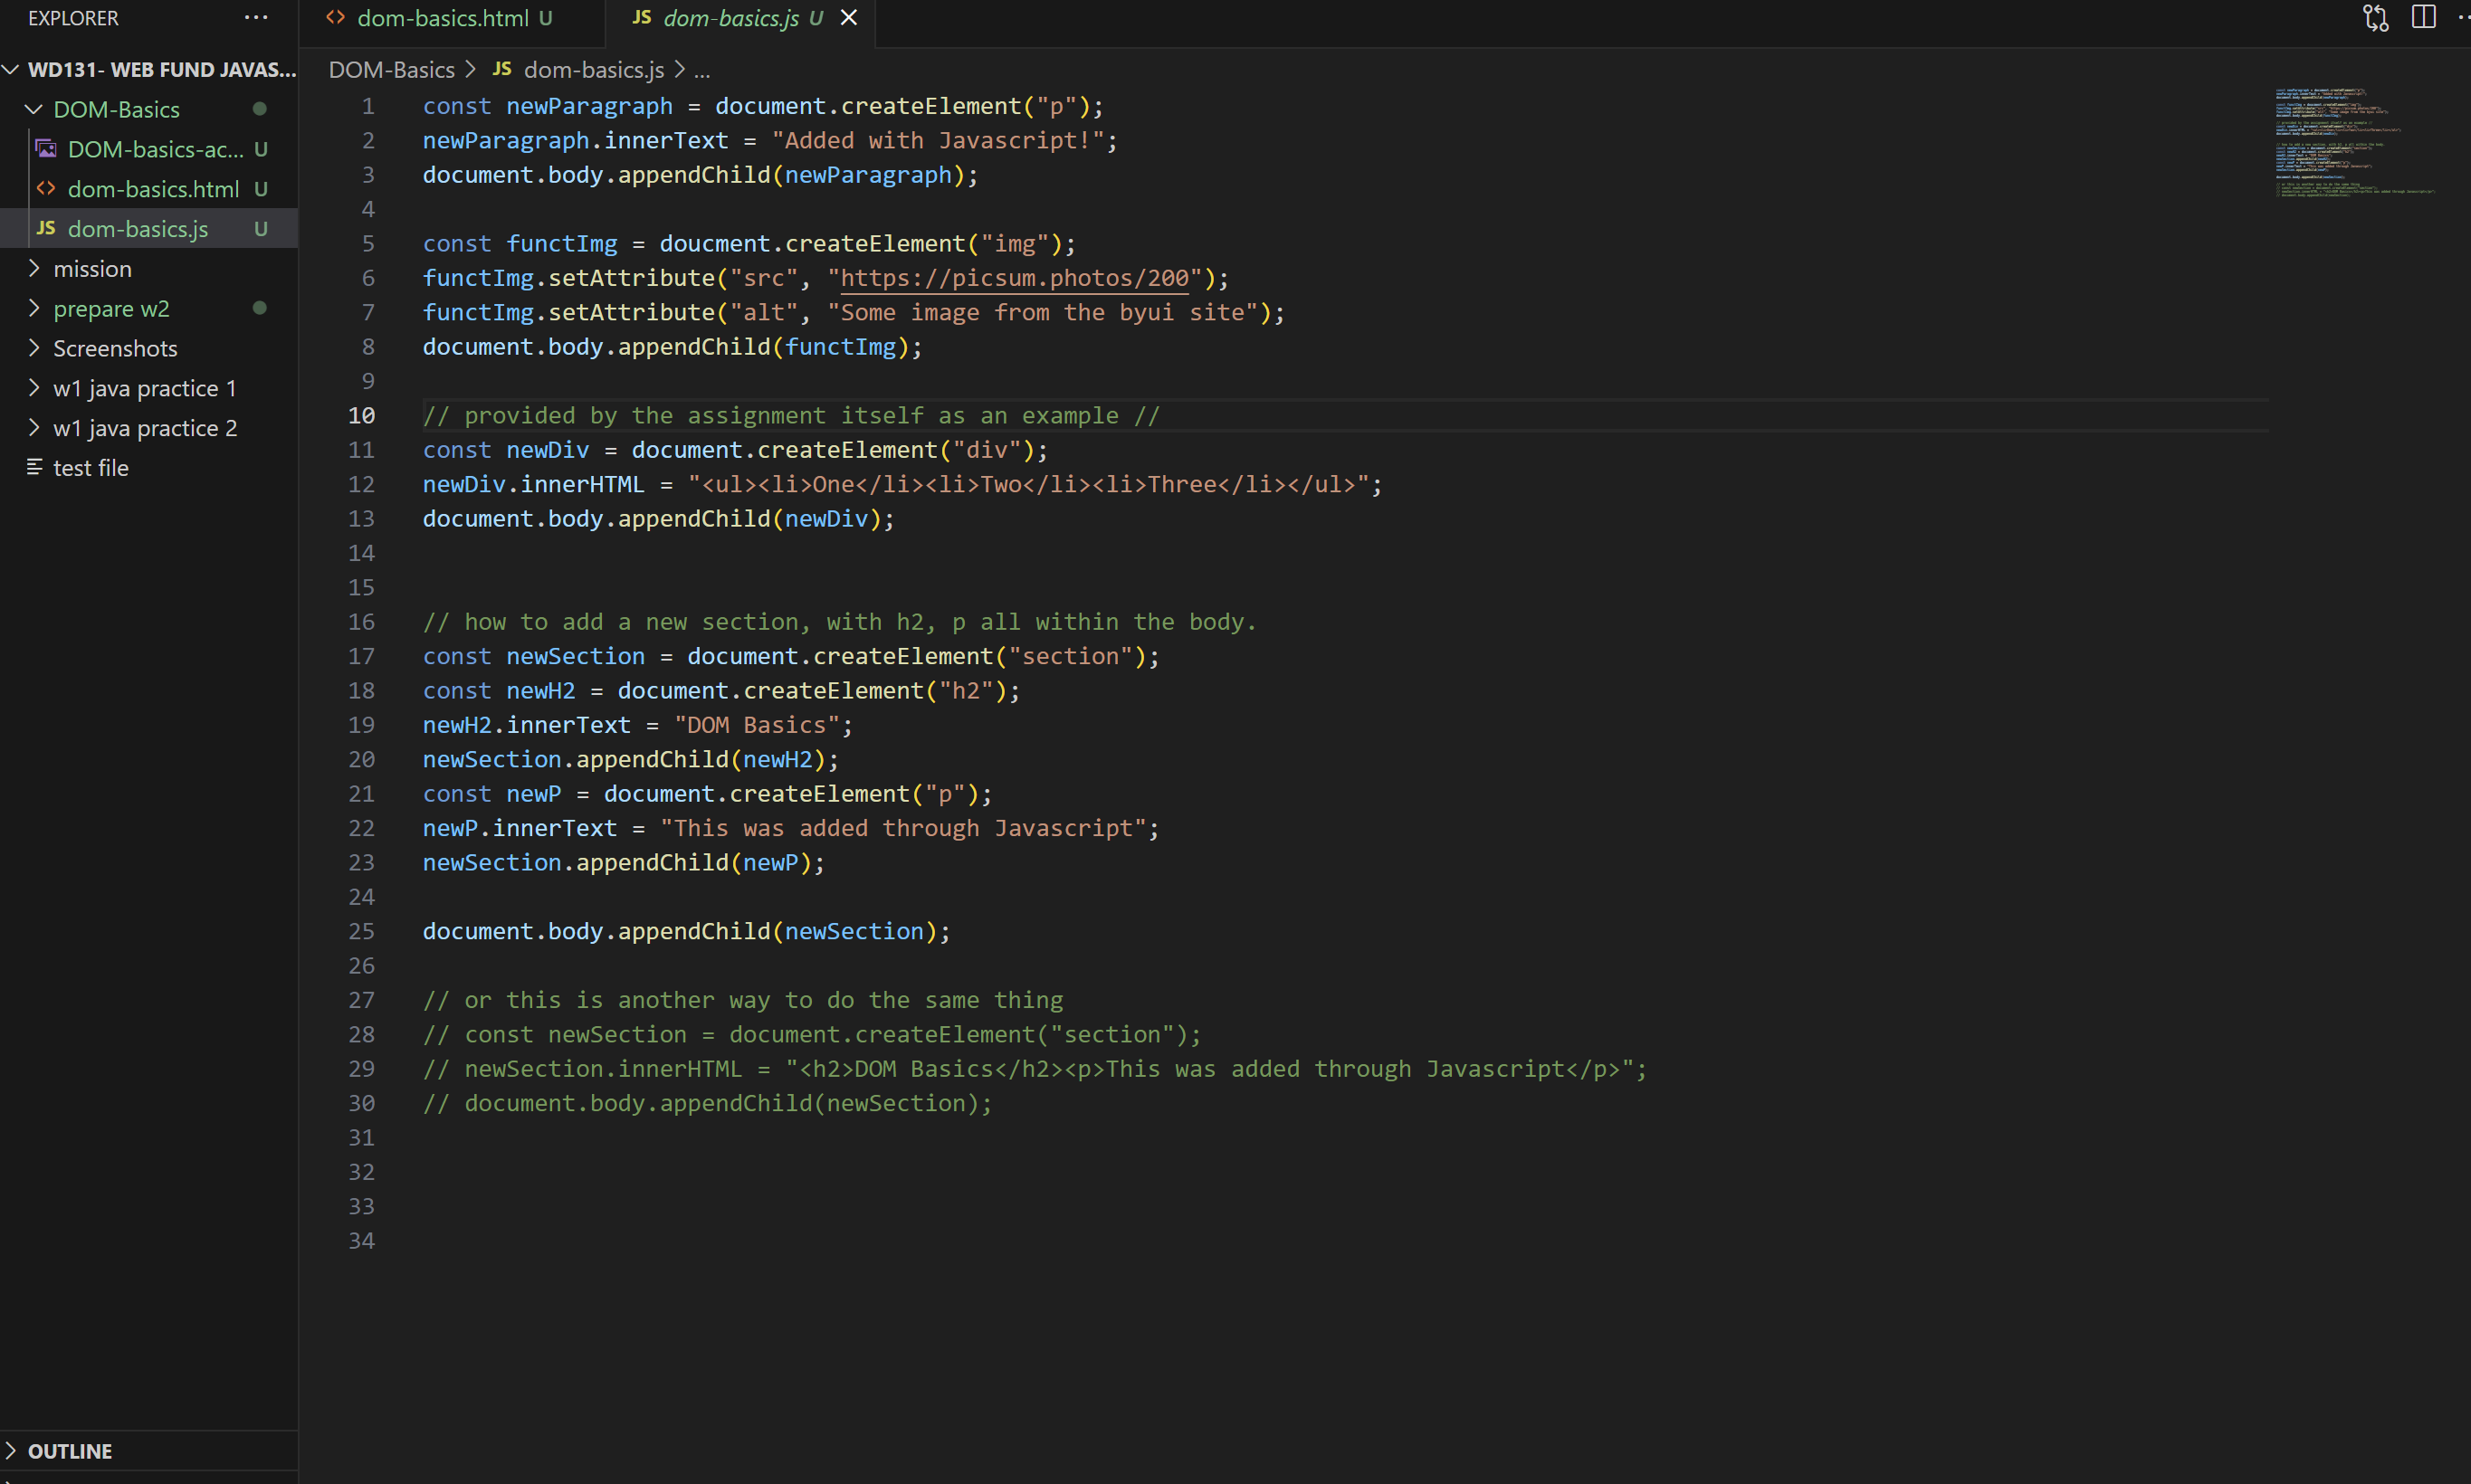 EXPLORER ...
WD131- WEB FUND JAVAS...
DOM-Basics
DOM-basics-ac... U
dom-basics.html U
JS dom-basics.js U
mission
prepare w2
Screenshots
w1 java practice 1
w1 java practice 2
test file
OUTLINE
<> dom-basics.html U JS dom-basics.js U
DOM-Basics > JS dom-basics.js > ...
1 const newParagraph = document.createElement("p");
2 newParagraph.innerText = "Added with Javascript!";
3 document.body.appendChild(newParagraph);
4
5 const functImg = doucment.createElement("img");
6 functImg.setAttribute("src", "https://picsum.photos/200");
7 functImg.setAttribute("alt", "Some image from the byui site");
8 document.body.appendChild(functImg);
9
10 // provided by the assignment itself as an example //
11 const newDiv = document.createElement("div");
12 newDiv.innerHTML = "<ul><li>One</li><li>Two</li><li>Three</li></ul>";
13 document.body.appendChild(newDiv);
14
15
16 // how to add a new section, with h2, p all within the body.
17 const newSection = document.createElement("section");
18 const newH2 = document.createElement("h2");
19 newH2.innerText = "DOM Basics";
20 newSection.appendChild(newH2);
21 const newP = document.createElement("p");
22 newP.innerText = "This was added through Javascript";
23 newSection.appendChild(newP);
24
25 document.body.appendChild(newSection);
26
27 // or this is another way to do the same thing
28 // const newSection = document.createElement("section");
29 // newSection.innerHTML = "<h2>DOM Basics</h2><p>This was added through Javascript</p>";
30 // document.body.appendChild(newSection);
31
32
33
34